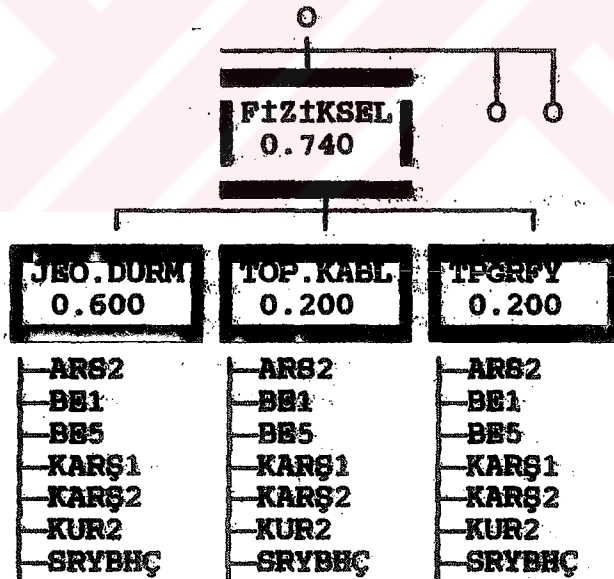 FİZİKSEL
0.740
JEO.DURM
0.600
TOP.KABL
0.200
TPGRFY
0.200
ARS2
BE1
BE5
KARŞ1
KARŞ2
KUR2
SRYBHÇ
ARS2
BE1
BE5
KARŞ1
KARŞ2
KUR2
SRYBHÇ
ARS2
BE1
BE5
KARŞ1
KARŞ2
KUR2
SRYBHÇ